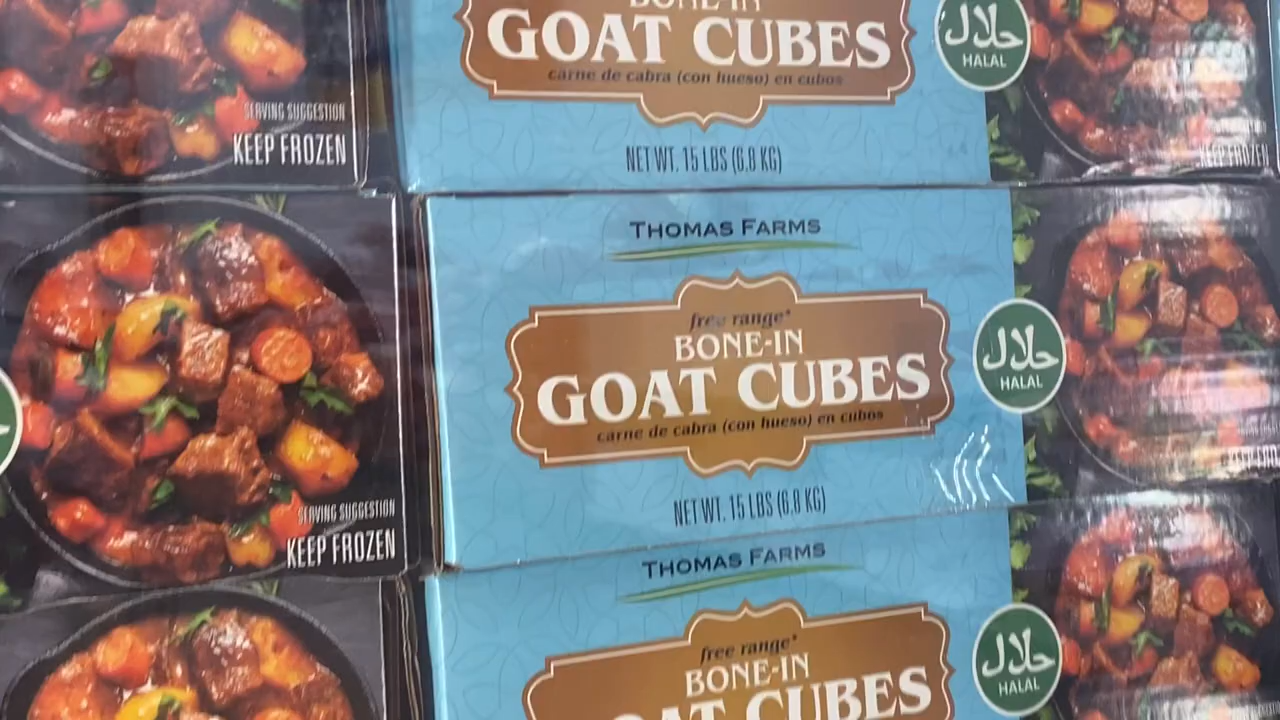 BONE-IN
GOAT CUBES
carne de cabra (con hueso) en cubos
NET WT. 15 LBS (6.8 KG)
حلال
HALAL
SERVING SUGGESTION
KEEP FROZEN
KEEP FROZEN
THOMAS FARMS
free range*
BONE-IN
GOAT CUBES
carne de cabra (con hueso) en cubos
NET WT. 15 LBS (6.8 KG)
حلال
HALAL
SERVING SUGGESTION
KEEP FROZEN
THOMAS FARMS
free range*
BONE-IN
GOAT CUBES
حلال
HALAL